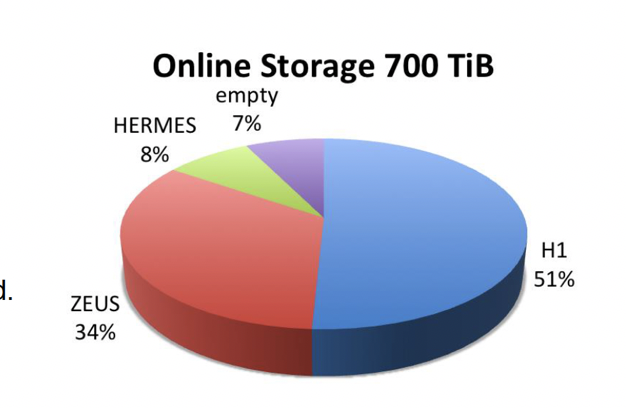 Online Storage 700 TiB
empty
7%
HERMES
8%
H1
51%
d.
ZEUS
34%